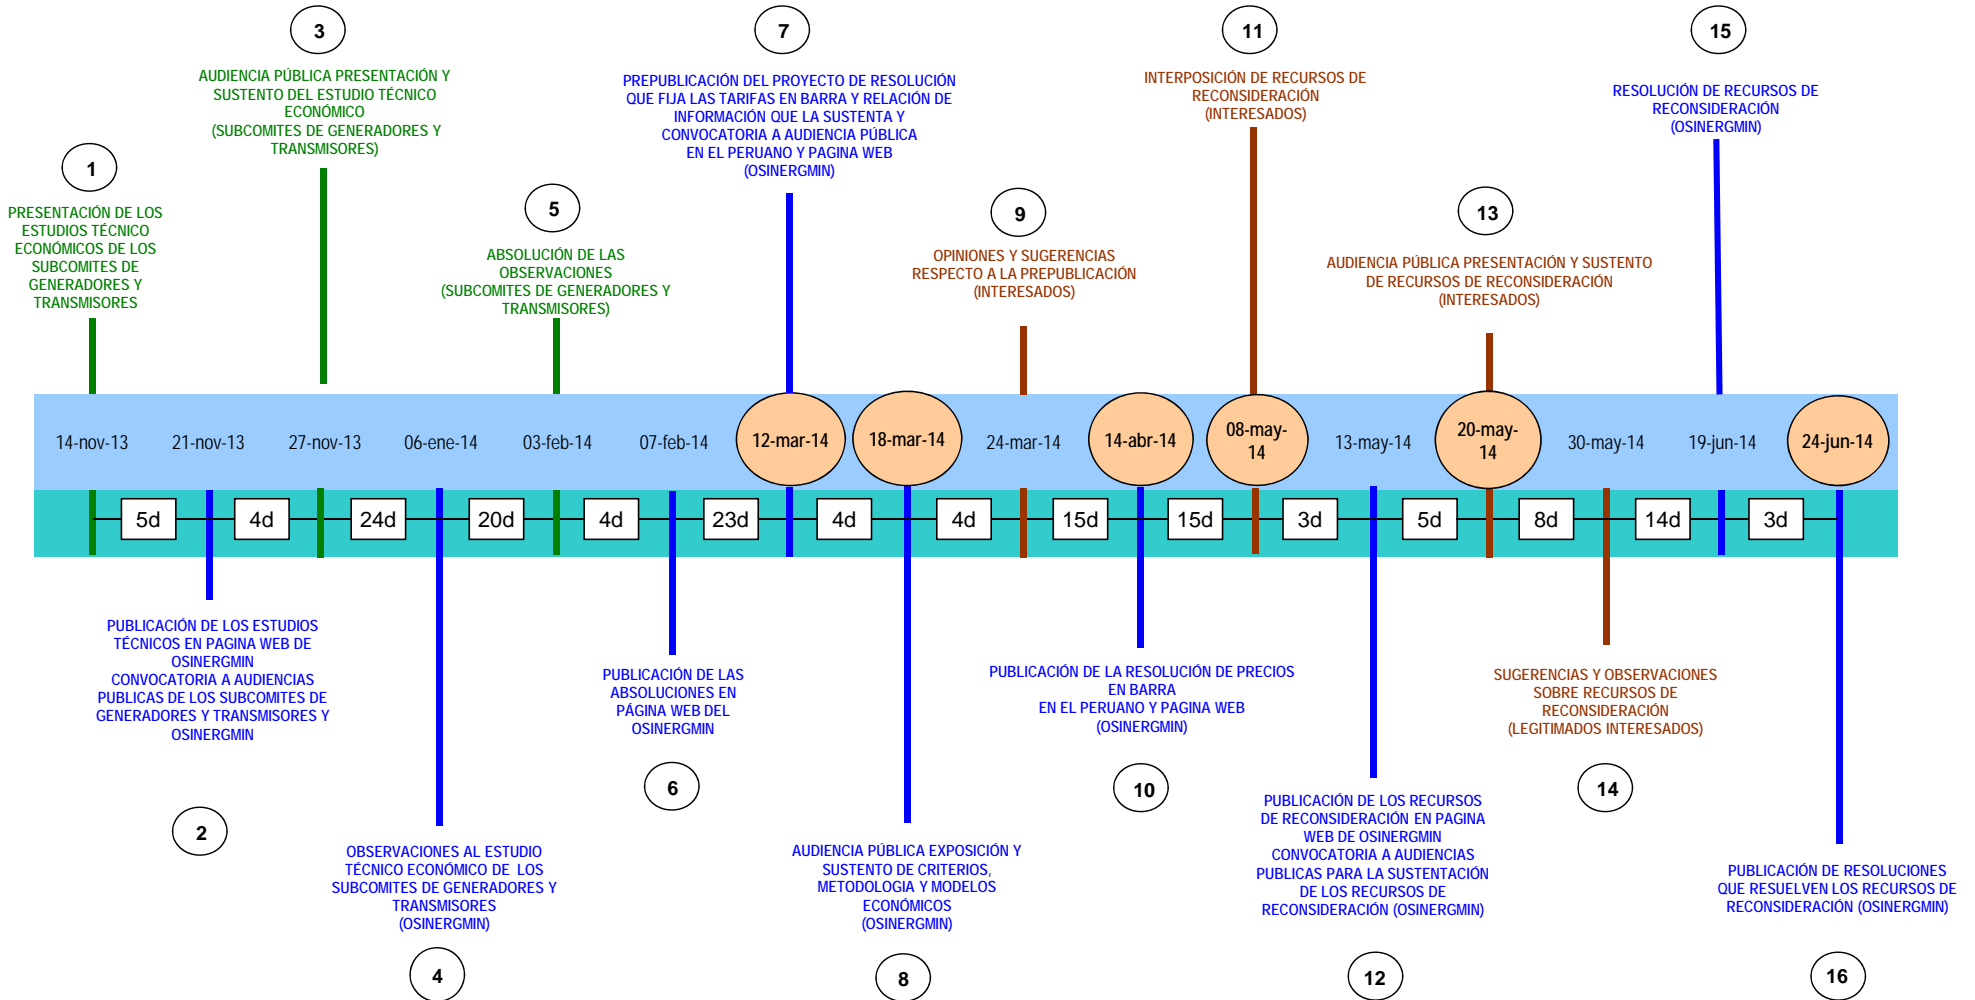 3
AUDIENCIA PÚBLICA PRESENTACIÓN Y
SUSTENTO DEL ESTUDIO TÉCNICO
ECONÓMICO
(SUBCOMITES DE GENERADORES Y
TRANSMISORES)
7
PREPUBLICACIÓN DEL PROYECTO DE RESOLUCIÓN
QUE FIJA LAS TARIFAS EN BARRA Y RELACIÓN DE
INFORMACIÓN QUE LA SUSTENTA Y
CONVOCATORIA A AUDIENCIA PÚBLICA
EN EL PERUANO Y PAGINA WEB
(OSINERGMIN)
11
INTERPOSICIÓN DE RECURSOS DE
RECONSIDERACIÓN
(INTERESADOS)
15
RESOLUCIÓN DE RECURSOS DE
RECONSIDERACIÓN
(OSINERGMIN)
1
PRESENTACIÓN DE LOS
ESTUDIOS TÉCNICO
ECONÓMICOS DE LOS
SUBCOMITES DE
GENERADORES Y
TRANSMISORES
5
ABSOLUCIÓN DE LAS
OBSERVACIONES
(SUBCOMITES DE GENERADORES Y
TRANSMISORES)
9
OPINIONES Y SUGERENCIAS
RESPECTO A LA PREPUBLICACIÓN
(INTERESADOS)
13
AUDIENCIA PÚBLICA PRESENTACIÓN Y SUSTENTO
DE RECURSOS DE RECONSIDERACIÓN
(INTERESADOS)
14-nov-13 21-nov-13 27-nov-13 06-ene-14 03-feb-14 07-feb-14 12-mar-14 18-mar-14 24-mar-14 14-abr-14 08-may-14 13-may-14 20-may-14 30-may-14 19-jun-14 24-jun-14
5d 4d 24d 20d 4d 23d 4d 4d 15d 15d 3d 5d 8d 14d 3d
PUBLICACIÓN DE LOS ESTUDIOS
TÉCNICOS EN PAGINA WEB DE
OSINERGMIN
CONVOCATORIA A AUDIENCIAS
PUBLICAS DE LOS SUBCOMITES DE
GENERADORES Y TRANSMISORES Y
OSINERGMIN
2
OBSERVACIONES AL ESTUDIO
TÉCNICO ECONÓMICO DE LOS
SUBCOMITES DE GENERADORES Y
TRANSMISORES
(OSINERGMIN)
4
PUBLICACIÓN DE LAS
ABSOLUCIONES EN
PÁGINA WEB DEL
OSINERGMIN
6
AUDIENCIA PÚBLICA EXPOSICIÓN Y
SUSTENTO DE CRITERIOS,
METODOLOGIA Y MODELOS
ECONÓMICOS
(OSINERGMIN)
8
PUBLICACIÓN DE LA RESOLUCIÓN DE PRECIOS
EN BARRA
EN EL PERUANO Y PAGINA WEB
(OSINERGMIN)
10
PUBLICACIÓN DE LOS RECURSOS
DE RECONSIDERACIÓN EN PAGINA
WEB DE OSINERGMIN
CONVOCATORIA A AUDIENCIAS
PUBLICAS PARA LA SUSTENTACIÓN
DE LOS RECURSOS DE
RECONSIDERACIÓN (OSINERGMIN)
12
SUGERENCIAS Y OBSERVACIONES
SOBRE RECURSOS DE
RECONSIDERACIÓN
(LEGITIMADOS INTERESADOS)
14
PUBLICACIÓN DE RESOLUCIONES
QUE RESUELVEN LOS RECURSOS DE
RECONSIDERACIÓN (OSINERGMIN)
16